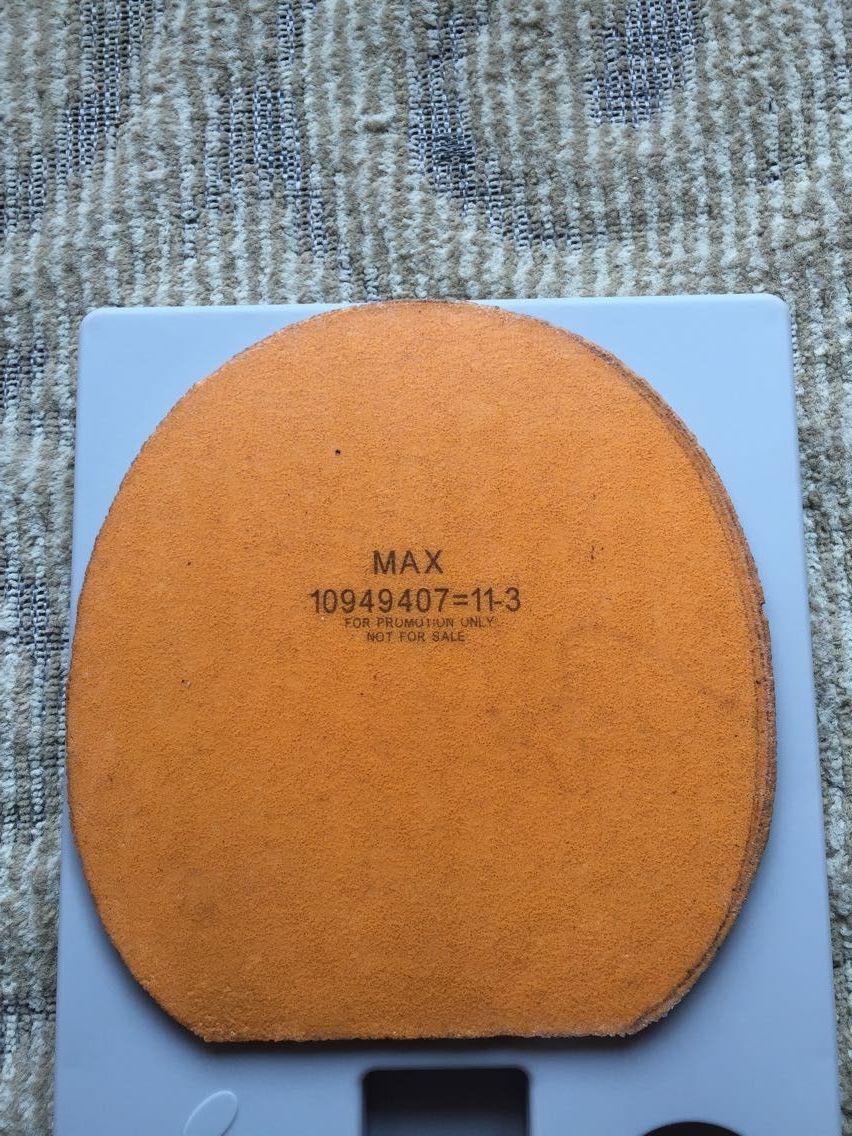 MAX
10949407=11-3
FOR PROMOTION ONLY
NOT FOR SALE